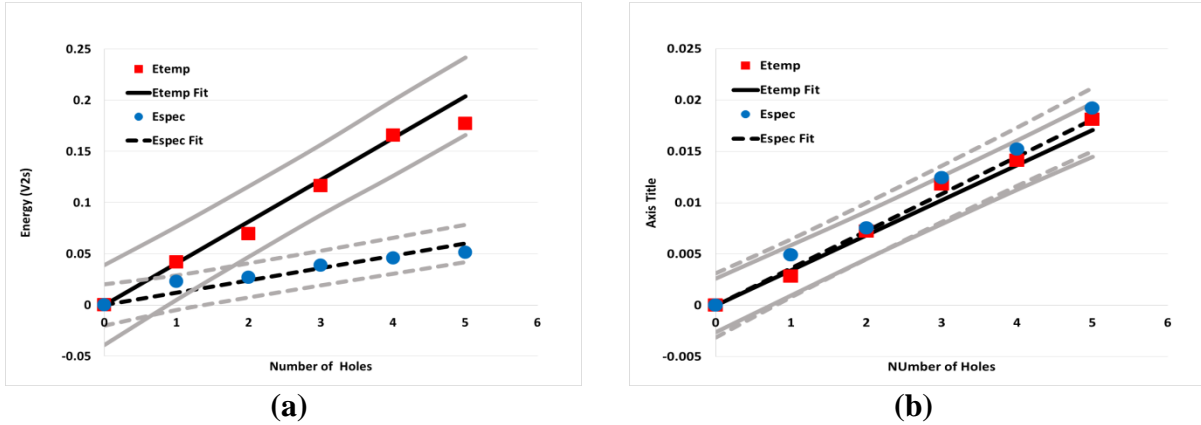 0.25
0.2
0.15
0.1
0.05
0
-0.05
Energy (V2s)
Etemp
Etemp Fit
Espec
Espec Fit
0 1 2 3 4 5 6
Number of Holes
(a)
0.025
0.02
0.015
0.01
0.005
0
-0.005
Axis Title
Etemp
Etemp Fit
Espec
Espec Fit
0 1 2 3 4 5 6
NUmber of Holes
(b)